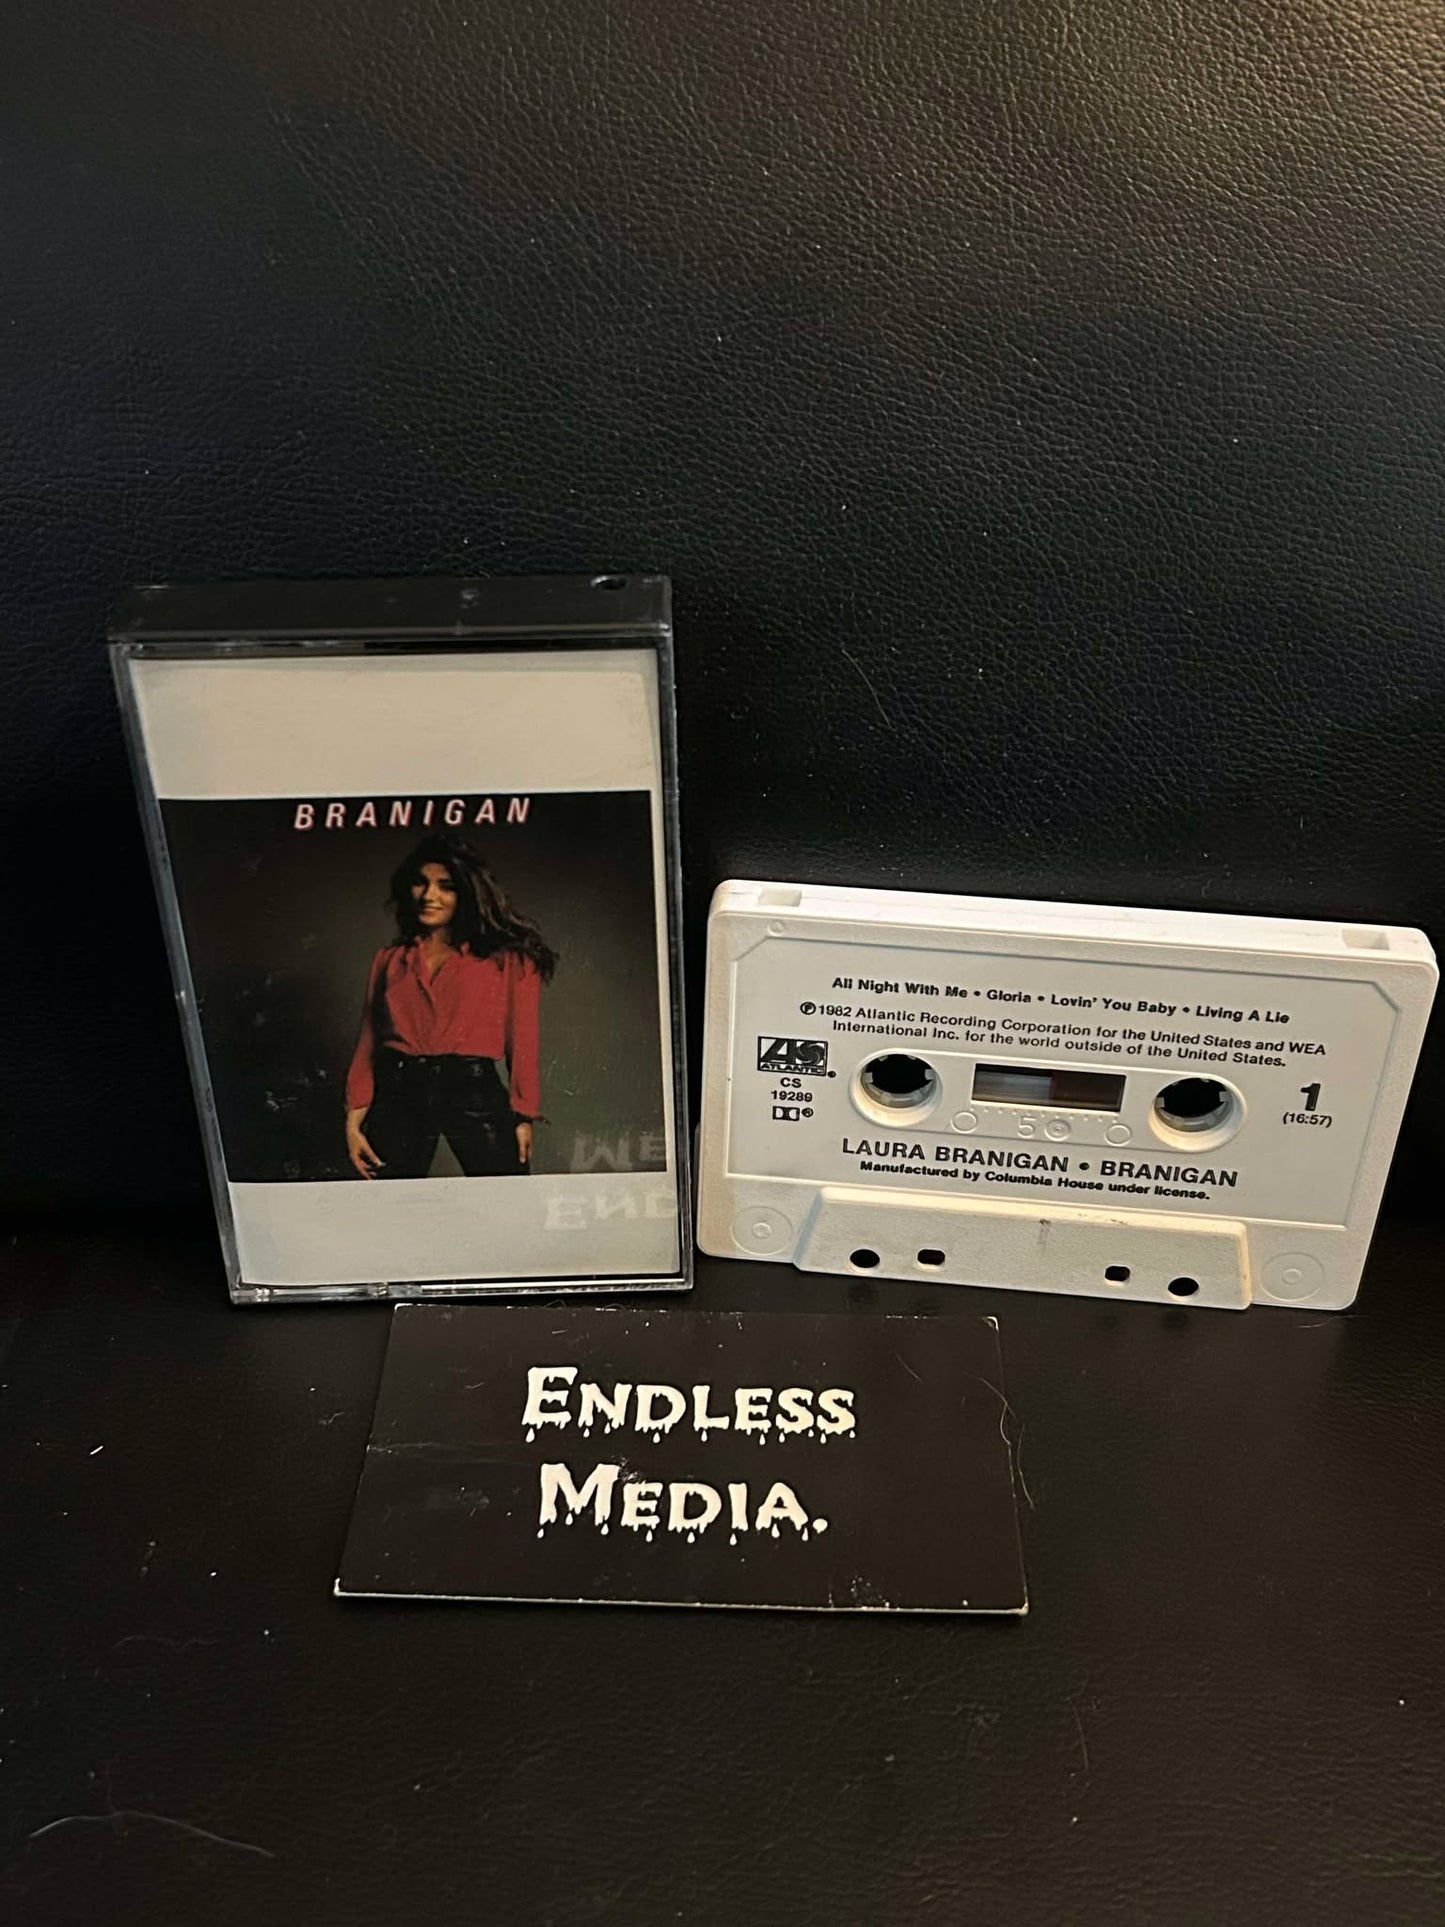 BRANIGAN
All Night With Me • Gloria • Lovin' You Baby • Living A Lie
℗1982 Atlantic Recording Corporation for the United States and WEA
International Inc. for the world outside of the United States.
ATLANTIC
CS
19289
1
(16:57)
50
LAURA BRANIGAN • BRANIGAN
Manufactured by Columbia House under license.
ENDLESS
MEDIA.